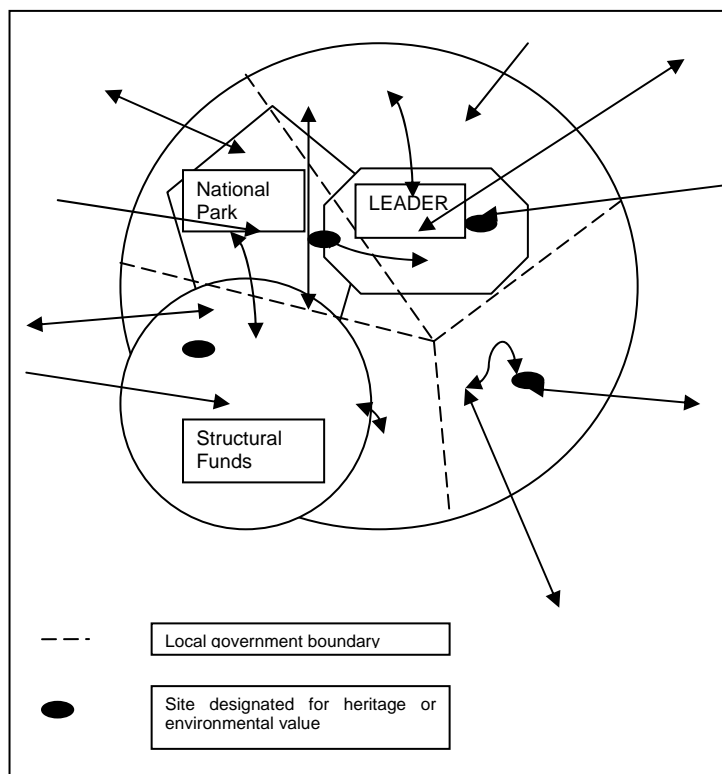 National
Park
LEADER
Structural
Funds
Local government boundary
Site designated for heritage or
environmental value